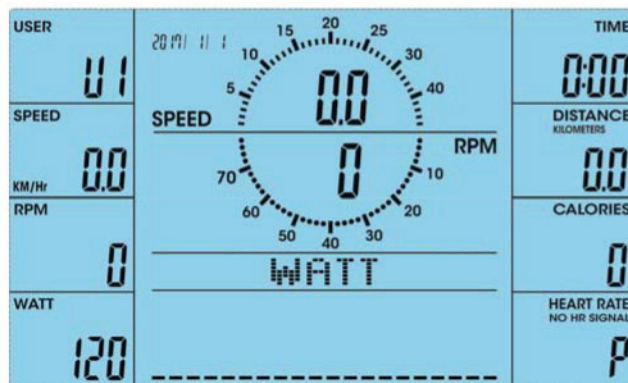 USER
U1
SPEED
KM/Hr 0.0
RPM
0
WATT
120
2017/ 1/ 1
5
10
15
20
25
30
40
0.0
SPEED
RPM
0
70
60
50
40
30
20
10
WATT
TIME
0:00
DISTANCE
KILOMETERS
0.0
CALORIES
0
HEART RATE
NO HR SIGNAL
P